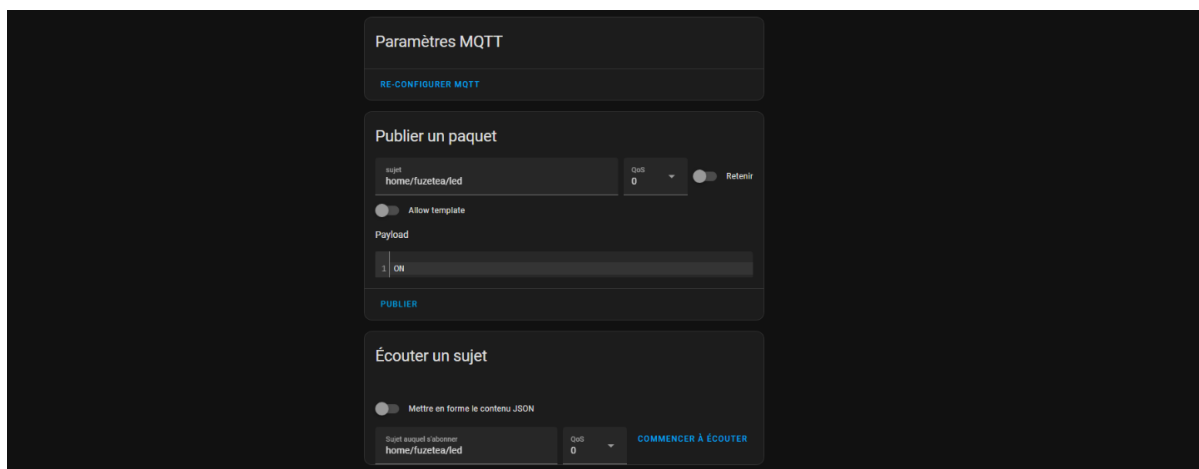 Paramètres MQTT
RE-CONFIGURER MQTT
Publier un paquet
sujet
home/fuzetea/led
QoS
0
Retenir
Allow template
Payload
1 ON
PUBLIER
Écouter un sujet
Mettre en forme le contenu JSON
Sujet auquel s'abonner
home/fuzetea/led
QoS
0
COMMENCER À ÉCOUTER